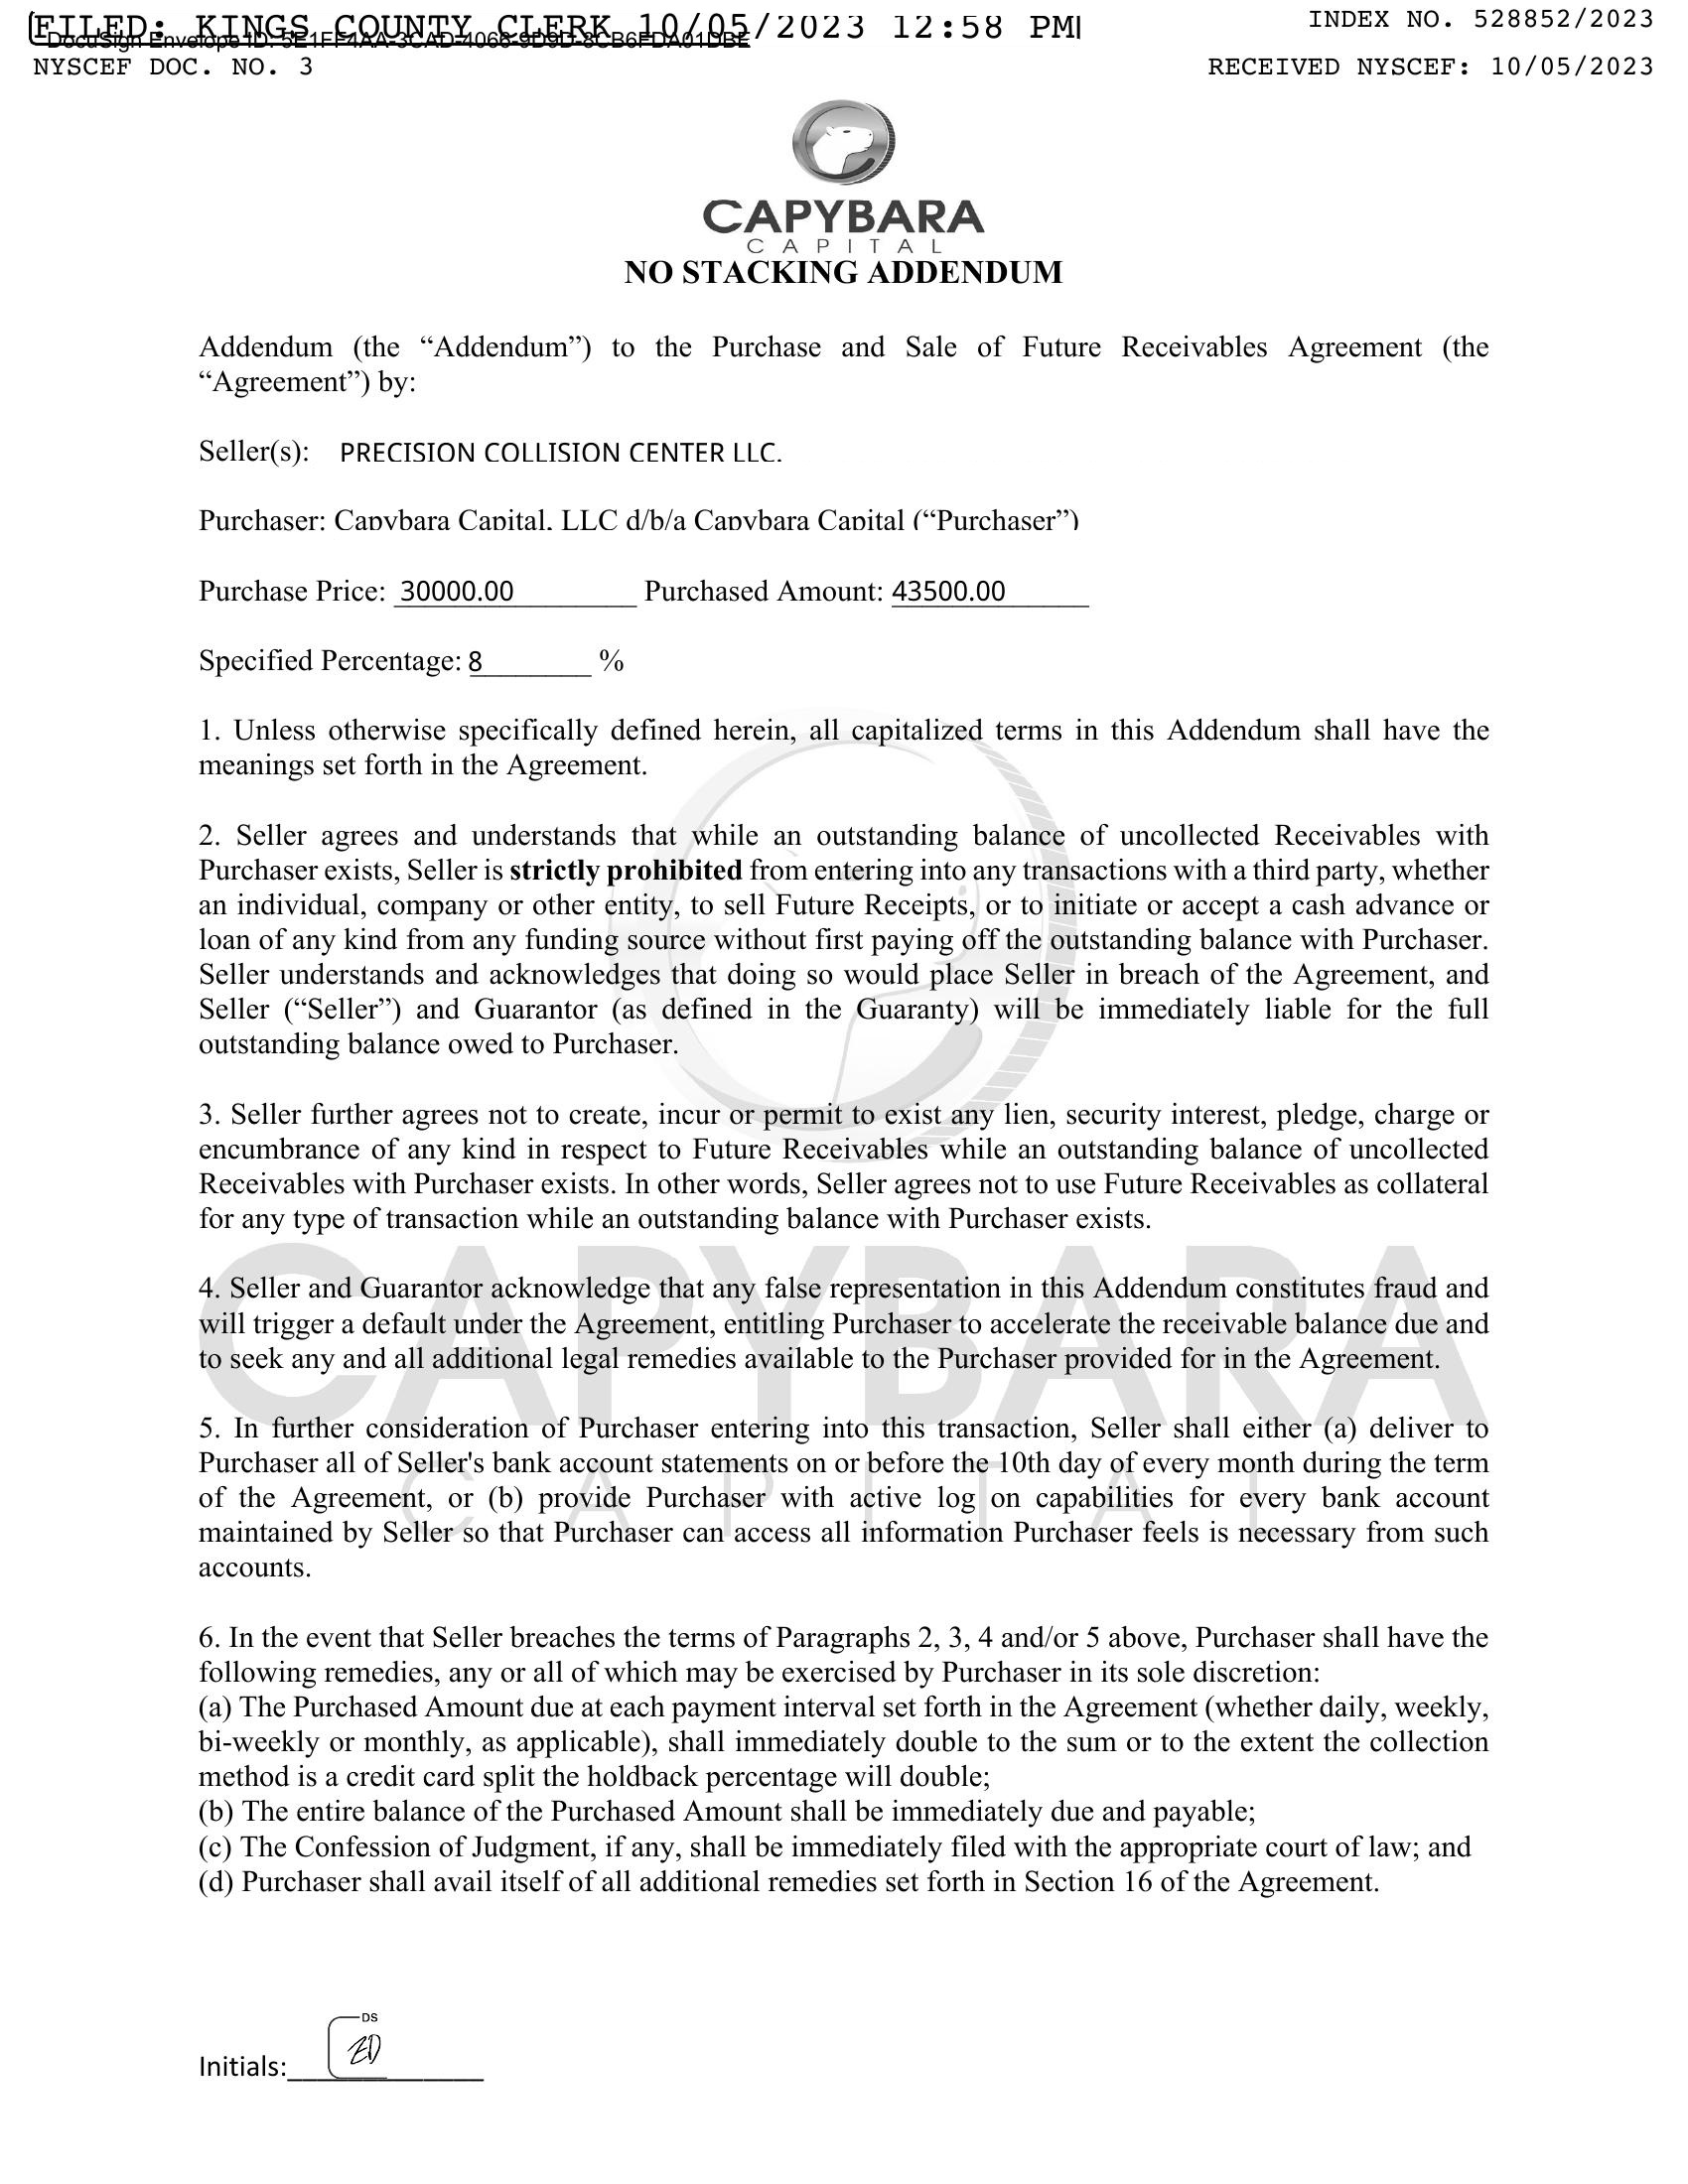 FILED: KINGS COUNTY CLERK 10/05/2023 12:58 PM
INDEX NO. 528852/2023
DocuSign Envelope ID: 5E1FF4AA-3CAD-4066-9D9D-8CB6FDA01DBE
NYSCEF DOC. NO. 3
RECEIVED NYSCEF: 10/05/2023
CAPYBARA
CAPITAL
NO STACKING ADDENDUM
Addendum (the “Addendum”) to the Purchase and Sale of Future Receivables Agreement (the
“Agreement”) by:
Seller(s): PRECISION COLLISION CENTER LLC.
Purchaser: Capybara Capital, LLC d/b/a Capybara Capital (“Purchaser”)
Purchase Price: 30000.00 Purchased Amount: 43500.00
Specified Percentage: 8 %
1. Unless otherwise specifically defined herein, all capitalized terms in this Addendum shall have the
meanings set forth in the Agreement.
2. Seller agrees and understands that while an outstanding balance of uncollected Receivables with
Purchaser exists, Seller is strictly prohibited from entering into any transactions with a third party, whether
an individual, company or other entity, to sell Future Receipts, or to initiate or accept a cash advance or
loan of any kind from any funding source without first paying off the outstanding balance with Purchaser.
Seller understands and acknowledges that doing so would place Seller in breach of the Agreement, and
Seller (“Seller”) and Guarantor (as defined in the Guaranty) will be immediately liable for the full
outstanding balance owed to Purchaser.
3. Seller further agrees not to create, incur or permit to exist any lien, security interest, pledge, charge or
encumbrance of any kind in respect to Future Receivables while an outstanding balance of uncollected
Receivables with Purchaser exists. In other words, Seller agrees not to use Future Receivables as collateral
for any type of transaction while an outstanding balance with Purchaser exists.
4. Seller and Guarantor acknowledge that any false representation in this Addendum constitutes fraud and
will trigger a default under the Agreement, entitling Purchaser to accelerate the receivable balance due and
to seek any and all additional legal remedies available to the Purchaser provided for in the Agreement.
5. In further consideration of Purchaser entering into this transaction, Seller shall either (a) deliver to
Purchaser all of Seller's bank account statements on or before the 10th day of every month during the term
of the Agreement, or (b) provide Purchaser with active log on capabilities for every bank account
maintained by Seller so that Purchaser can access all information Purchaser feels is necessary from such
accounts.
6. In the event that Seller breaches the terms of Paragraphs 2, 3, 4 and/or 5 above, Purchaser shall have the
following remedies, any or all of which may be exercised by Purchaser in its sole discretion:
(a) The Purchased Amount due at each payment interval set forth in the Agreement (whether daily, weekly,
bi-weekly or monthly, as applicable), shall immediately double to the sum or to the extent the collection
method is a credit card split the holdback percentage will double;
(b) The entire balance of the Purchased Amount shall be immediately due and payable;
(c) The Confession of Judgment, if any, shall be immediately filed with the appropriate court of law; and
(d) Purchaser shall avail itself of all additional remedies set forth in Section 16 of the Agreement.
CAPYBARA
CAPITAL
DS
Initials: ZD